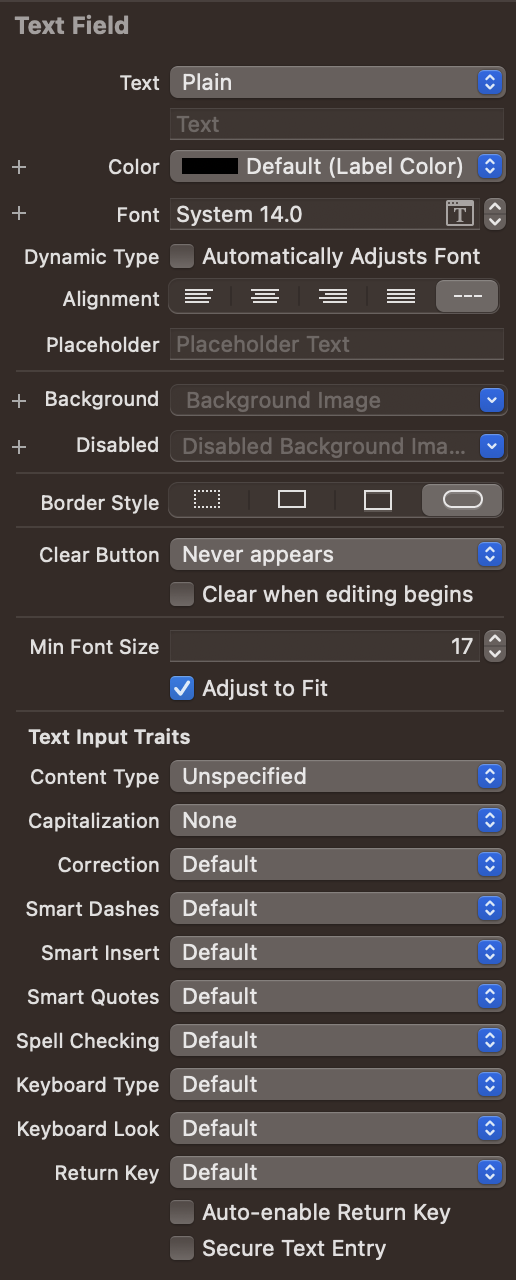 Text Field
Text Plain
Text
+ Color Default (Label Color)
+ Font System 14.0 T
Dynamic Type Automatically Adjusts Font
Alignment
Placeholder Placeholder Text
+ Background Background Image
+ Disabled Disabled Background Ima...
Border Style
Clear Button Never appears
Clear when editing begins
Min Font Size 17
Adjust to Fit
Text Input Traits
Content Type Unspecified
Capitalization None
Correction Default
Smart Dashes Default
Smart Insert Default
Smart Quotes Default
Spell Checking Default
Keyboard Type Default
Keyboard Look Default
Return Key Default
Auto-enable Return Key
Secure Text Entry